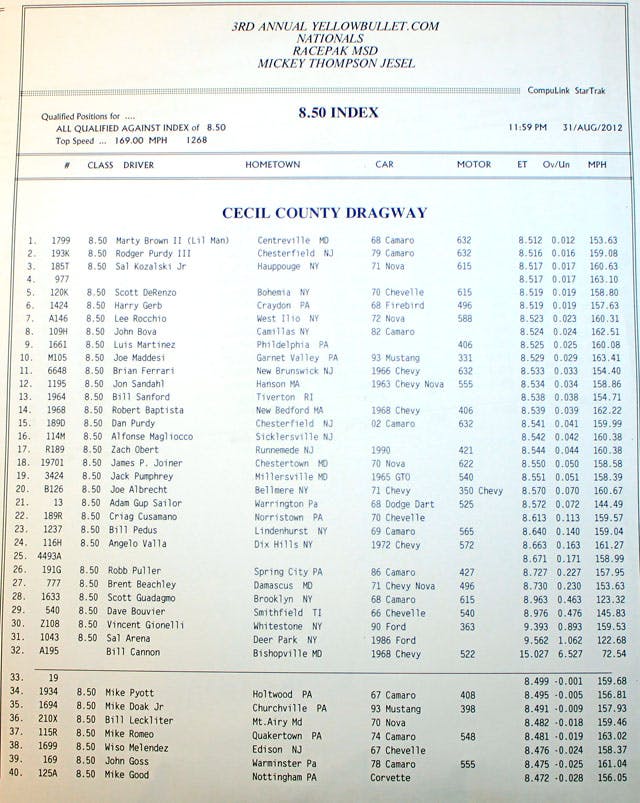 3RD ANNUAL YELLOWBULLET.COM
NATIONALS
RACEPAK MSD
MICKEY THOMPSON JESEL
CompuLink StarTrak
Qualified Positions for ....
8.50 INDEX
ALL QUALIFIED AGAINST INDEX of 8.50
11:59 PM 31/AUG/2012
Top Speed ... 169.00 MPH 1268
# CLASS DRIVER HOMETOWN CAR MOTOR ET Ov/Un MPH
CECIL COUNTY DRAGWAY
1. 1799 8.50 Marty Brown II (Lil Man) Centreville MD 68 Camaro 632 8.512 0.012 153.63
2. 193K 8.50 Rodger Purdy III Chesterfield NJ 79 Camaro 632 8.516 0.016 159.08
3. 185T 8.50 Sal Kozalski Jr Hauppouge NY 71 Nova 615 8.517 0.017 160.63
4. 977 8.517 0.017 163.10
5. 120K 8.50 Scott DeRenzo Bohemia NY 70 Chevelle 615 8.519 0.019 158.80
6. 1424 8.50 Harry Gerb Craydon PA 68 Firebird 496 8.519 0.019 157.63
7. A146 8.50 Lee Rocchio West Ilio NY 72 Nova 588 8.523 0.023 160.31
8. 109H 8.50 John Bova Camillas NY 82 Camaro 8.524 0.024 162.51
9. 1661 8.50 Luis Martinez Phildelphia PA 406 8.525 0.025 160.08
10. M105 8.50 Joe Maddesi Garnet Valley PA 93 Mustang 331 8.529 0.029 163.41
11. 6648 8.50 Brian Ferrari New Brunswick NJ 1966 Chevy 632 8.533 0.033 154.40
12. 1195 8.50 Jon Sandahl Hanson MA 1963 Chevy Nova 555 8.534 0.034 158.86
13. 1964 8.50 Bill Sanford Tiverton RI 8.538 0.038 154.71
14. 1968 8.50 Robert Baptista New Bedford MA 1968 Chevy 406 8.539 0.039 162.22
15. 189D 8.50 Dan Purdy Chesterfield NJ 02 Camaro 632 8.541 0.041 159.99
16. 114M 8.50 Alfonse Magliocco Sicklersville NJ 8.542 0.042 160.38
17. R189 8.50 Zach Obert Runnemede NJ 1990 421 8.544 0.044 160.38
18. 19701 8.50 James P. Joiner Chestertown MD 70 Nova 622 8.550 0.050 158.58
19. 3424 8.50 Jack Pumphrey Millersville MD 1965 GTO 540 8.551 0.051 158.39
20. B126 8.50 Joe Albrecht Bellmere NY 71 Chevy 350 Chevy 8.570 0.070 160.67
21. 13 8.50 Adam Gup Sailor Warrington Pa 68 Dodge Dart 525 8.572 0.072 144.49
22. 189R 8.50 Criag Cusamano Norristown PA 70 Chevelle 8.613 0.113 159.57
23. 1237 8.50 Bill Pedus Lindenhurst NY 69 Camaro 565 8.640 0.140 159.04
24. 116H 8.50 Angelo Valla Dix Hills NY 1972 Chevy 572 8.663 0.163 161.27
25. 4493A 8.671 0.171 158.99
26. 191G 8.50 Robb Puller Spring City PA 86 Camaro 427 8.727 0.227 157.95
27. 777 8.50 Brent Beachley Damascus MD 71 Chevy Nova 496 8.730 0.230 153.63
28. 1633 8.50 Scott Guadagmo Brooklyn NY 68 Camaro 615 8.963 0.463 123.32
29. 540 8.50 Dave Bouvier Smithfield TI 66 Chevelle 540 8.976 0.476 145.83
30. Z108 8.50 Vincent Gionelli Whitestone NY 90 Ford 363 9.393 0.893 159.53
31. 1043 8.50 Sal Arena Deer Park NY 1986 Ford 9.562 1.062 122.68
32. A195 Bill Cannon Bishopville MD 1968 Chevy 522 15.027 6.527 72.54
33. 19 8.499 -0.001 159.68
34. 1934 8.50 Mike Pyott Holtwood PA 67 Camaro 408 8.495 -0.005 156.81
35. 1694 8.50 Mike Doak Jr Churchville PA 93 Mustang 398 8.491 -0.009 157.93
36. 210X 8.50 Bill Leckliter Mt.Airy Md 70 Nova 8.482 -0.018 159.46
37. 115R 8.50 Mike Romeo Quakertown PA 74 Camaro 548 8.481 -0.019 163.02
38. 1699 8.50 Wiso Melendez Edison NJ 67 Chevelle 8.476 -0.024 158.37
39. 169 8.50 John Goss Warminster Pa 78 Camaro 555 8.475 -0.025 161.04
40. 125A 8.50 Mike Good Nottingham PA Corvette 8.472 -0.028 156.05